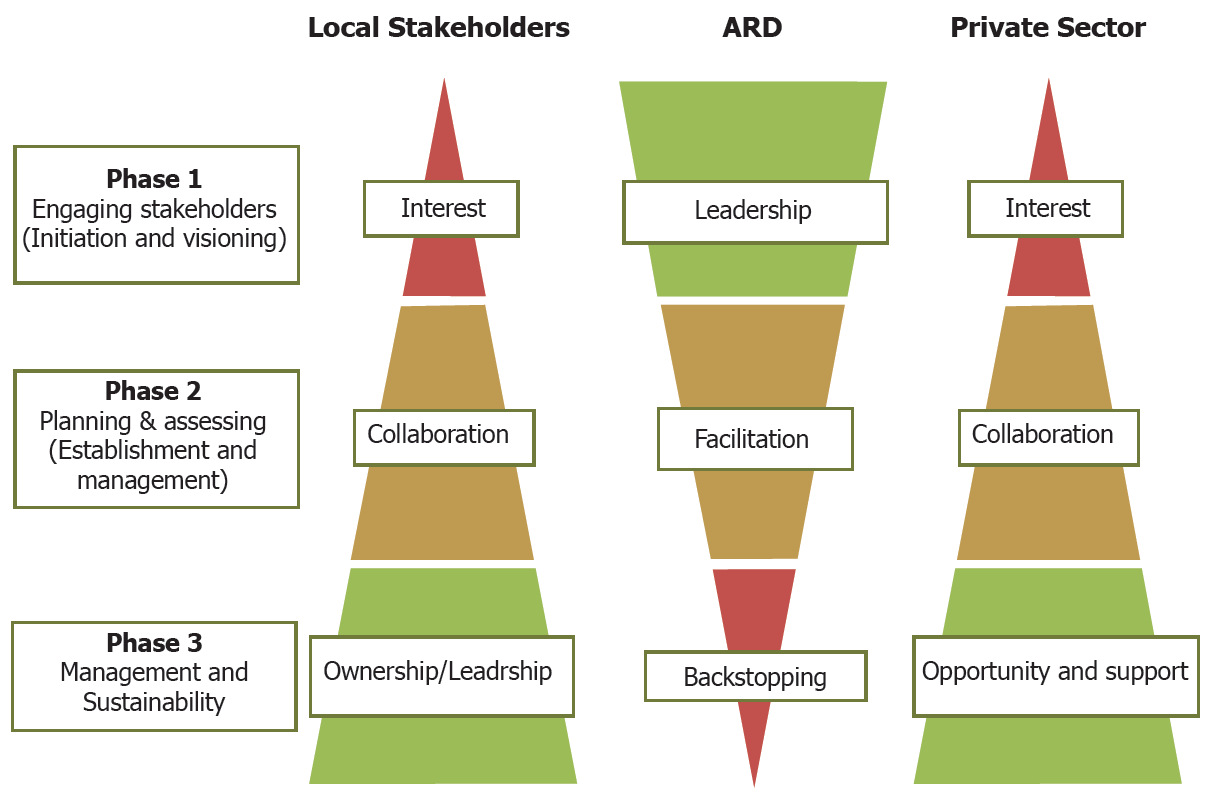 Local Stakeholders
ARD
Private Sector
Phase 1
Engaging stakeholders
(Initiation and visioning)
Interest
Leadership
Interest
Phase 2
Planning & assessing
(Establishment and
management)
Collaboration
Facilitation
Collaboration
Phase 3
Management and
Sustainability
Ownership/Leadrship
Backstopping
Opportunity and support